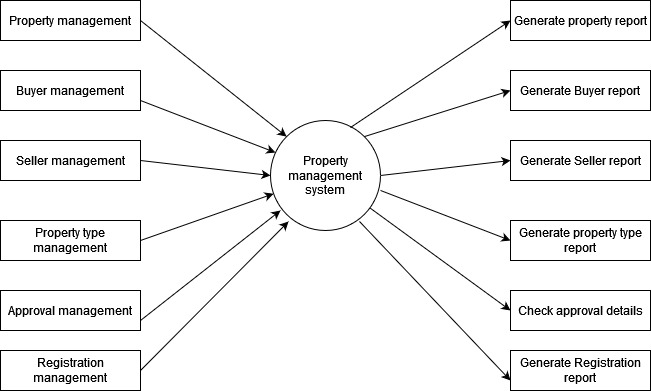 Property management
Buyer management
Seller management
Property type
management
Approval management
Registration
management
Property
management
system
Generate property report
Generate Buyer report
Generate Seller report
Generate property type
report
Check approval details
Generate Registration
report